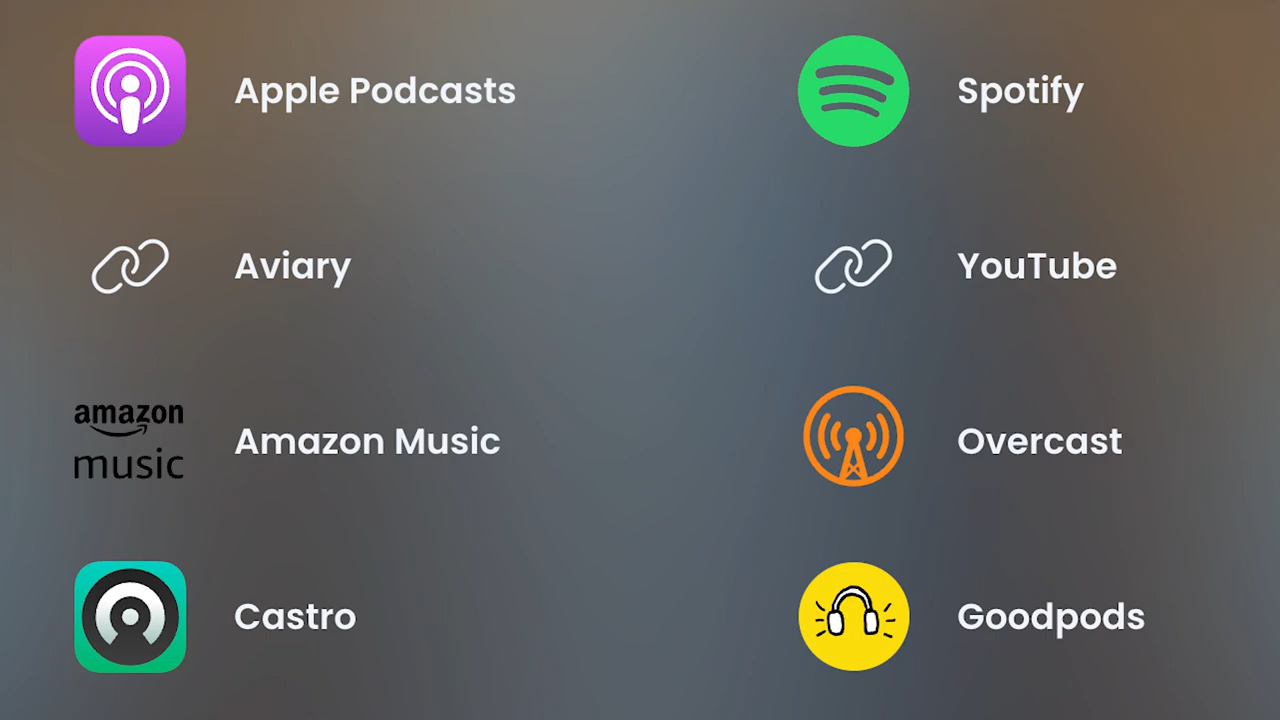 Apple Podcasts
Spotify
Aviary
YouTube
amazon
music
Amazon Music
Overcast
Castro
Goodpods